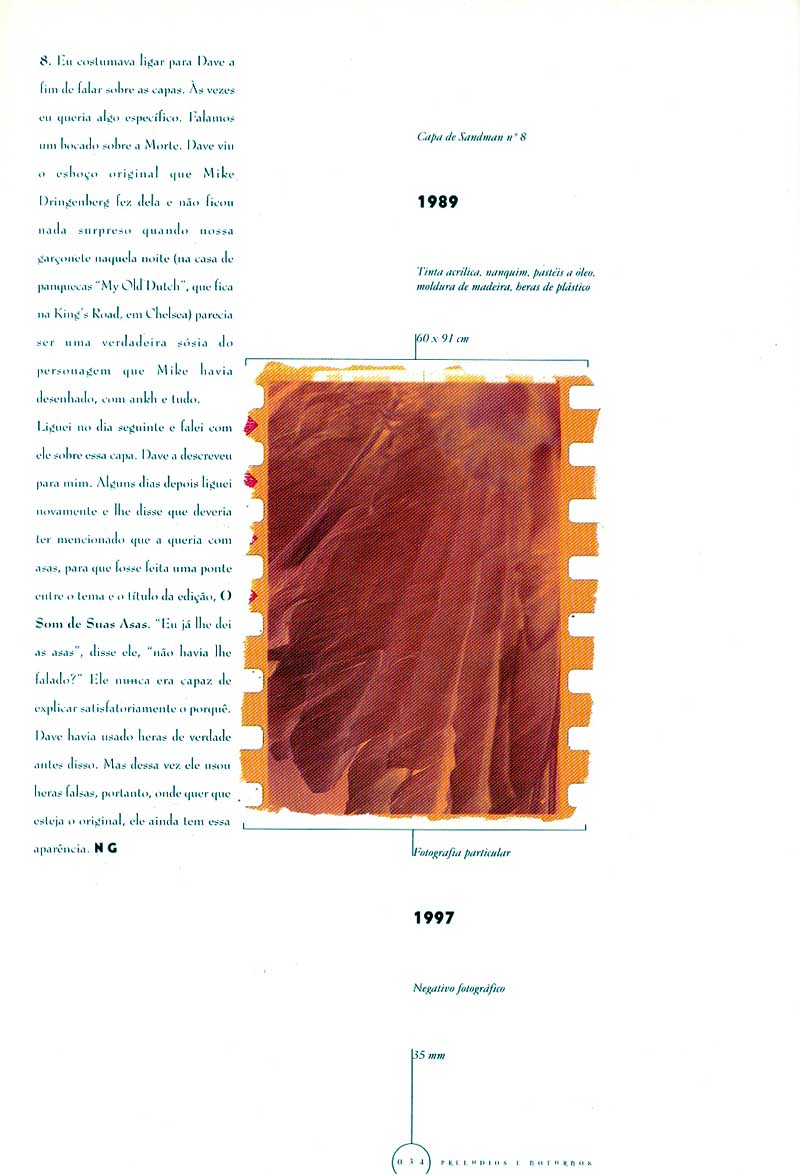 8. Eu costumava ligar para Dave a
fim de falar sobre as capas. Às vezes
eu queria algo específico. Falamos
um bocado sobre a Morte. Dave viu
o esboço original que Mike
Dringenberg fez dela e não ficou
nada surpreso quando nossa
garçonete naquela noite (na casa de
panquecas “My Old Dutch”, que fica
na King's Road, em Chelsea) parecia
ser uma verdadeira sósia do
personagem que Mike havia
desenhado, com ankh e tudo.
Liguei no dia seguinte e falei com
ele sobre essa capa. Dave a descreveu
para mim. Alguns dias depois liguei
novamente e lhe disse que deveria
ter mencionado que a queria com
asas, para que fosse feita uma ponte
entre o tema e o título da edição, O
Som de Suas Asas. “Eu já lhe dei
as asas”, disse ele, “não havia lhe
falado?” Ele nunca era capaz de
explicar satisfatoriamente o porquê.
Dave havia usado heras de verdade
antes disso. Mas dessa vez ele usou
heras falsas, portanto, onde quer que
esteja o original, ele ainda tem essa
aparência. N G
Capa de Sandman n° 8
1989
Tinta acrílica, nanquim, pastéis a óleo,
moldura de madeira, heras de plástico
60 x 91 cm
Fotografia particular
1997
Negativo fotográfico
35 mm
034 PRELÚDIOS E NOTURNOS